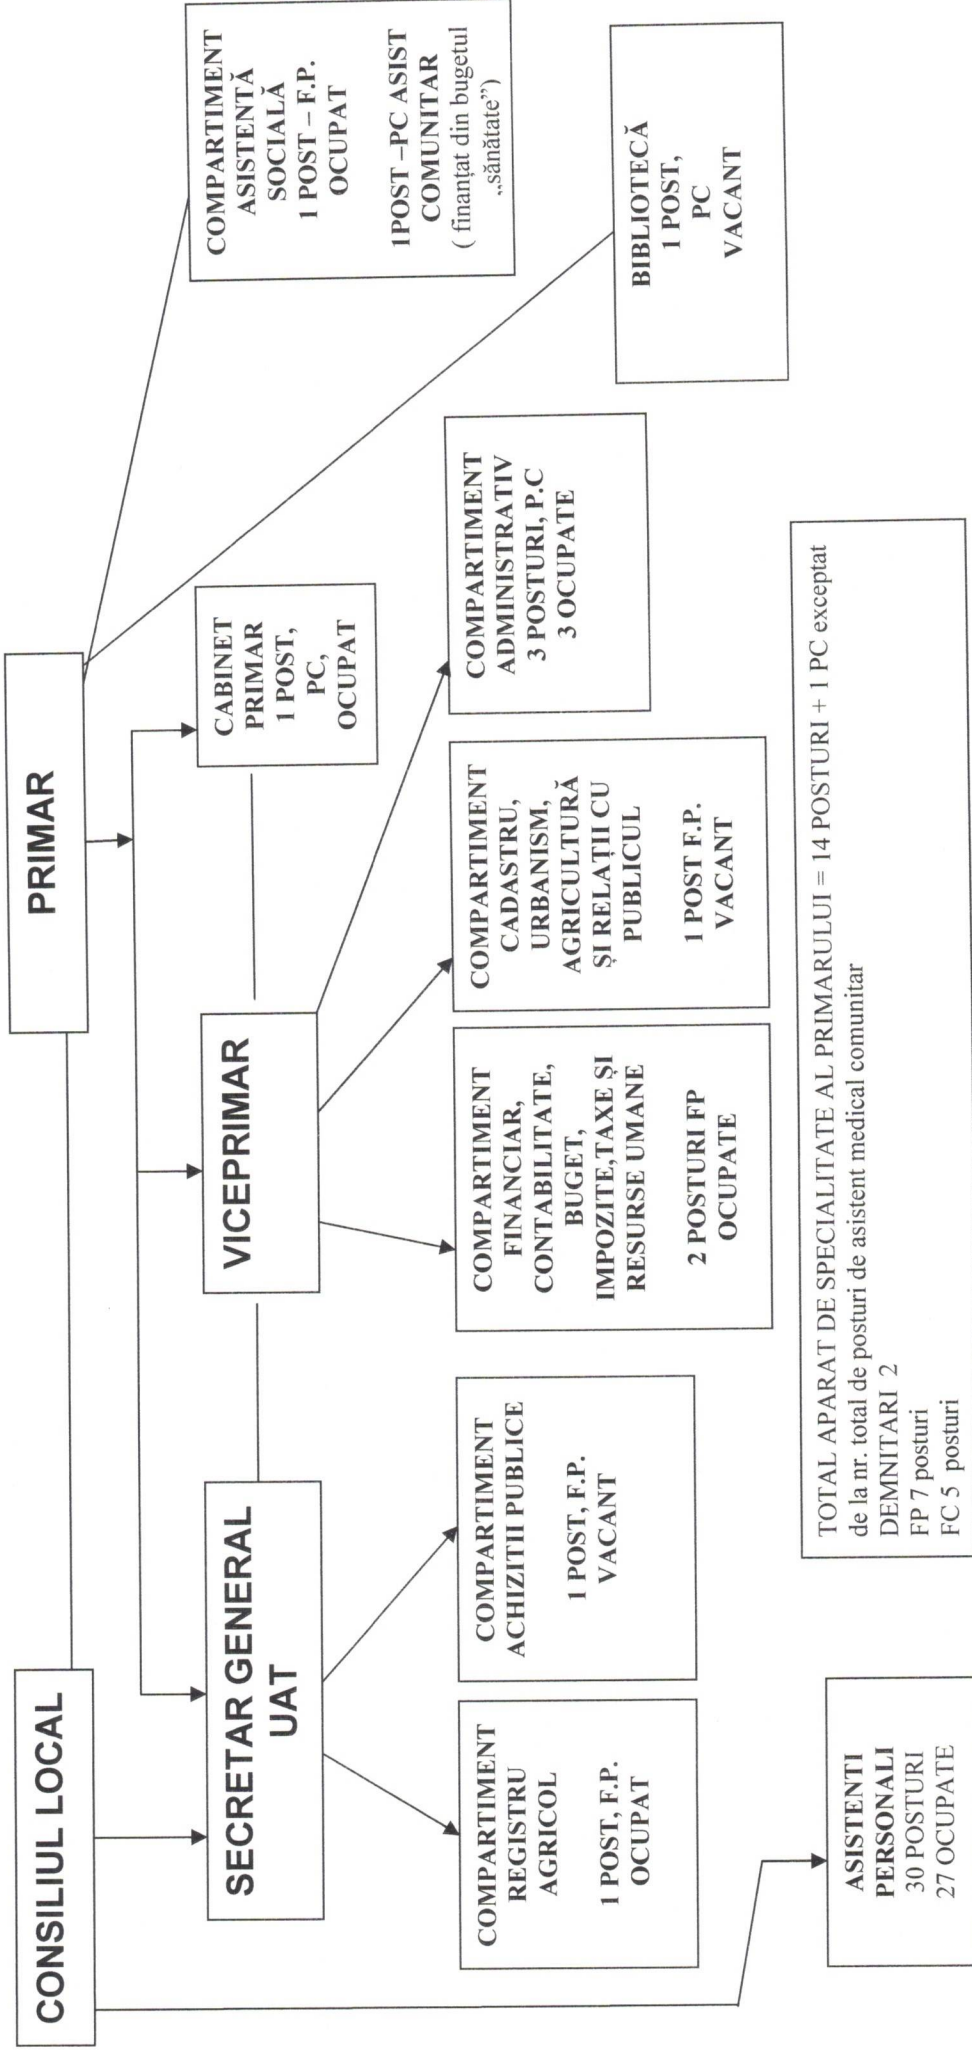 CONSILIUL LOCAL
PRIMAR
SECRETAR GENERAL
UAT
VICEPRIMAR
CABINET
PRIMAR
1 POST,
PC,
OCUPAT
COMPARTIMENT
ASISTENTĂ
SOCIALĂ
1 POST – F.P.
OCUPAT
1POST –PC ASIST
COMUNITAR
( finanțat din bugetul
„sănătate”)
COMPARTIMENT
REGISTRU
AGRICOL
1 POST, F.P.
OCUPAT
COMPARTIMENT
ACHIZITII PUBLICE
1 POST, F.P.
VACANT
COMPARTIMENT
FINANCIAR,
CONTABILITATE,
BUGET,
IMPOZITE,TAXE ȘI
RESURSE UMANE
2 POSTURI FP
OCUPATE
COMPARTIMENT
CADASTRU,
URBANISM,
AGRICULTURĂ
ȘI RELAȚII CU
PUBLICUL
1 POST F.P.
VACANT
COMPARTIMENT
ADMINISTRATIV
3 POSTURI, P.C
3 OCUPATE
BIBLIOTECĂ
1 POST,
PC
VACANT
ASISTENTI
PERSONALI
30 POSTURI
27 OCUPATE
TOTAL APARAT DE SPECIALITATE AL PRIMARULUI = 14 POSTURI + 1 PC exceptat
de la nr. total de posturi de asistent medical comunitar
DEMNITARI 2
FP 7 posturi
FC 5 posturi